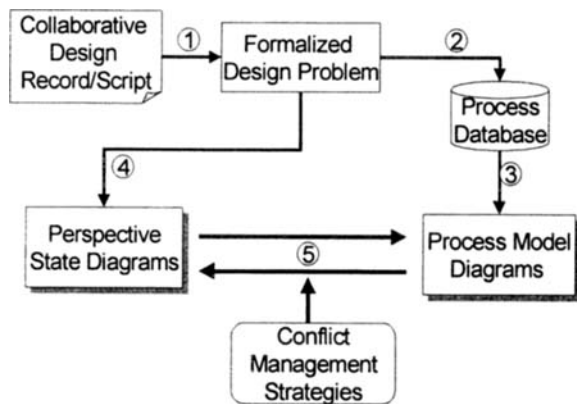 Collaborative
Design
Record/Script
①
Formalized
Design Problem
②
Process
Database
④
③
Perspective
State Diagrams
⑤
Process Model
Diagrams
Conflict
Management
Strategies